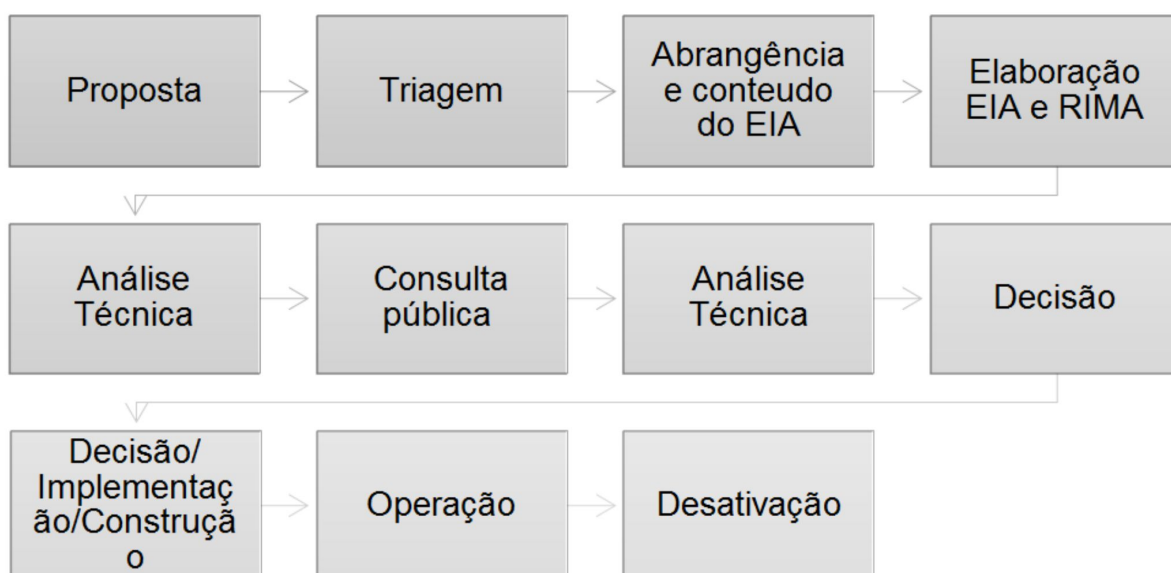 Proposta
Triagem
Abrangência
e conteudo
do EIA
Elaboração
EIA e RIMA
Análise
Técnica
Consulta
pública
Análise
Técnica
Decisão
Decisão/
Implementaç
ão/Construçã
o
Operação
Desativação